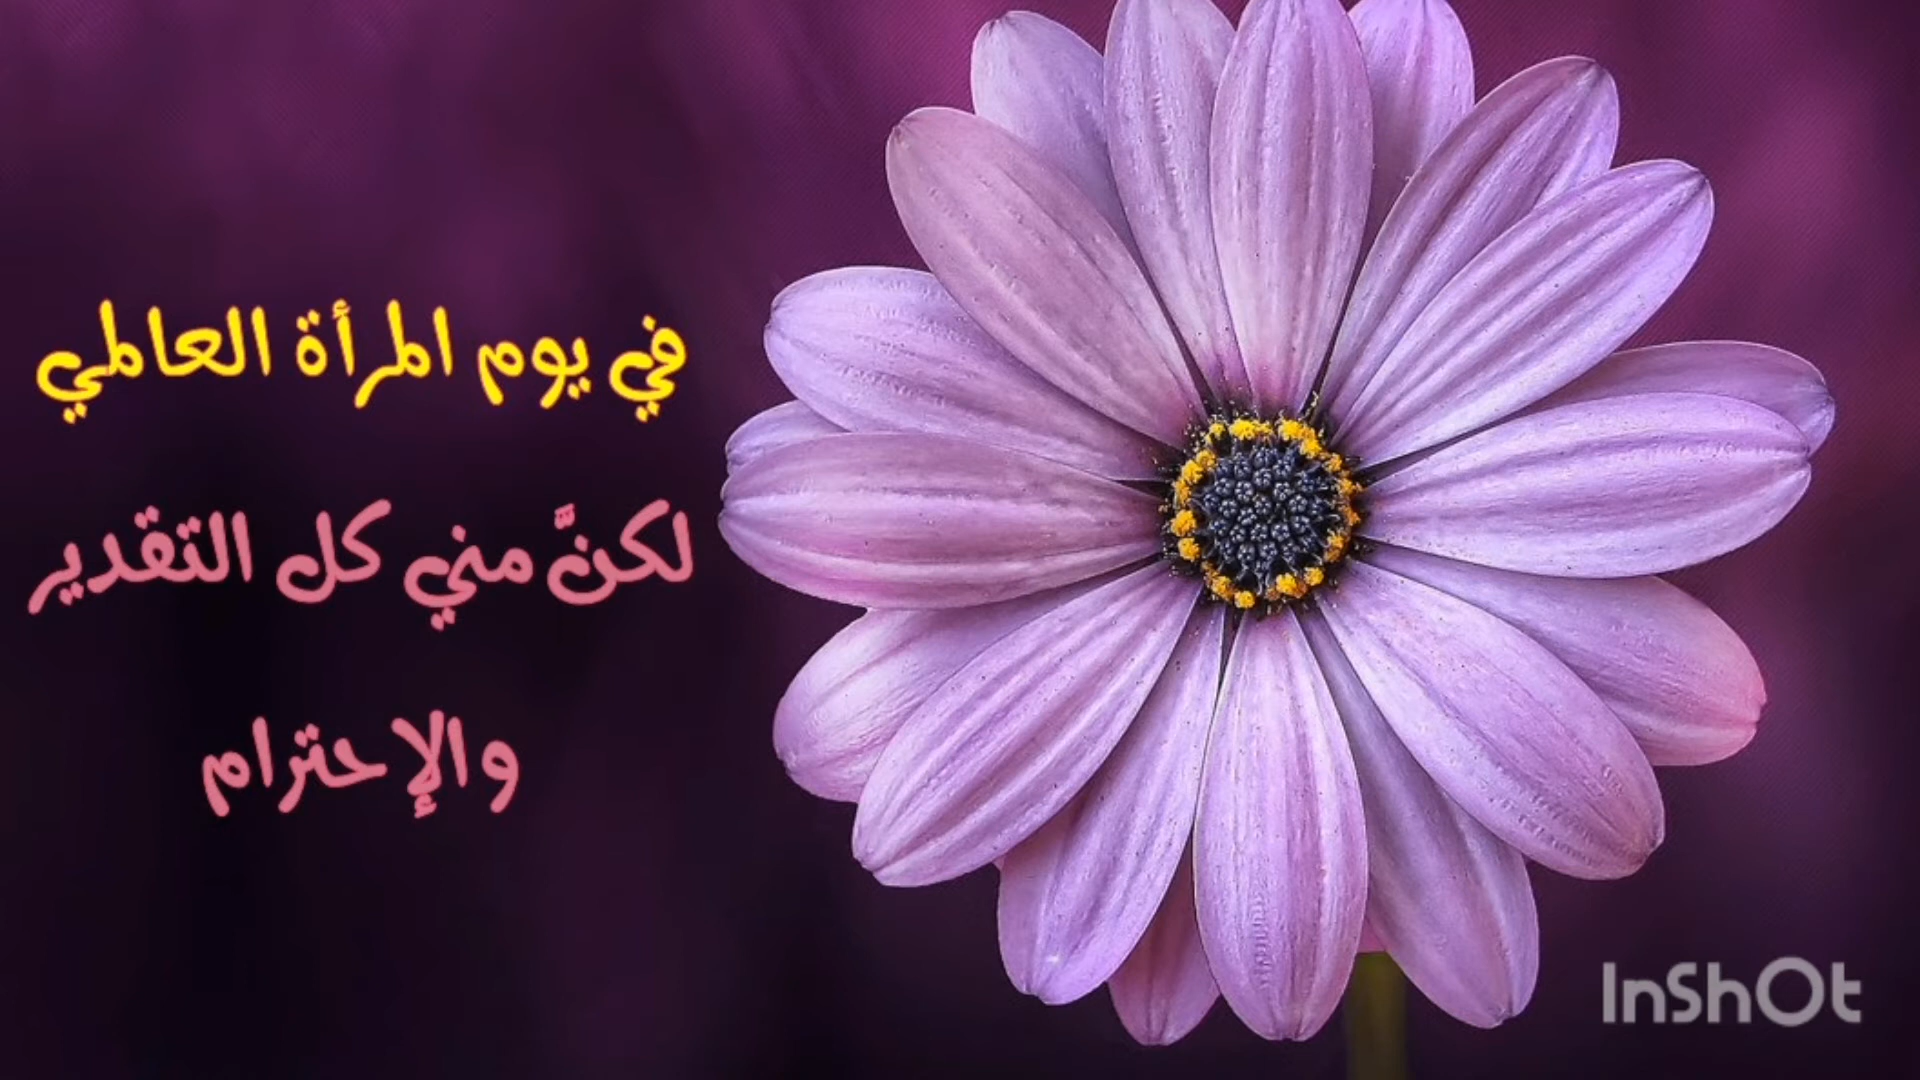 في يوم المرأة العالمي
لكنَّ مني كل التقدير
والإحترام
InShOt